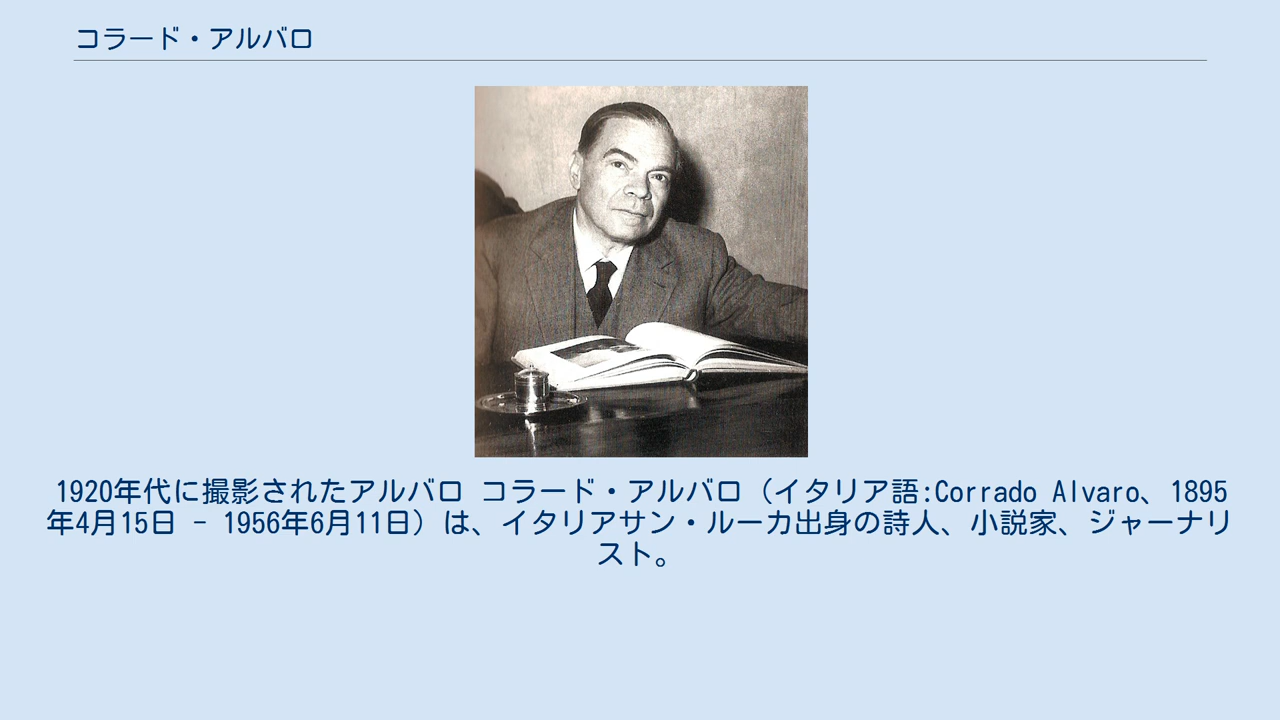 コラード・アルバロ
1920年代に撮影されたアルバロ コラード・アルバロ（イタリア語:Corrado Alvaro、1895
年4月15日 - 1956年6月11日）は、イタリアサン・ルーカ出身の詩人、小説家、ジャーナリ
スト。